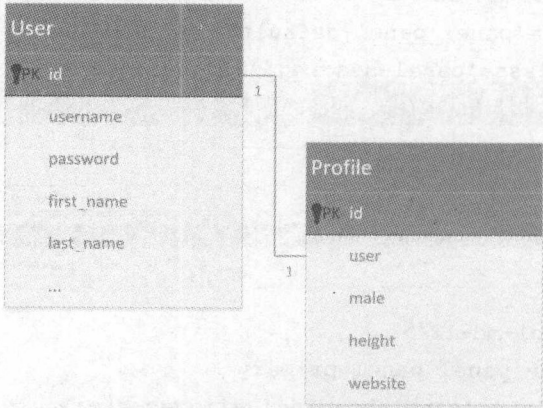 User
PK id
username
password
first_name
last_name
...
1
Profile
PK id
1
user
male
height
website